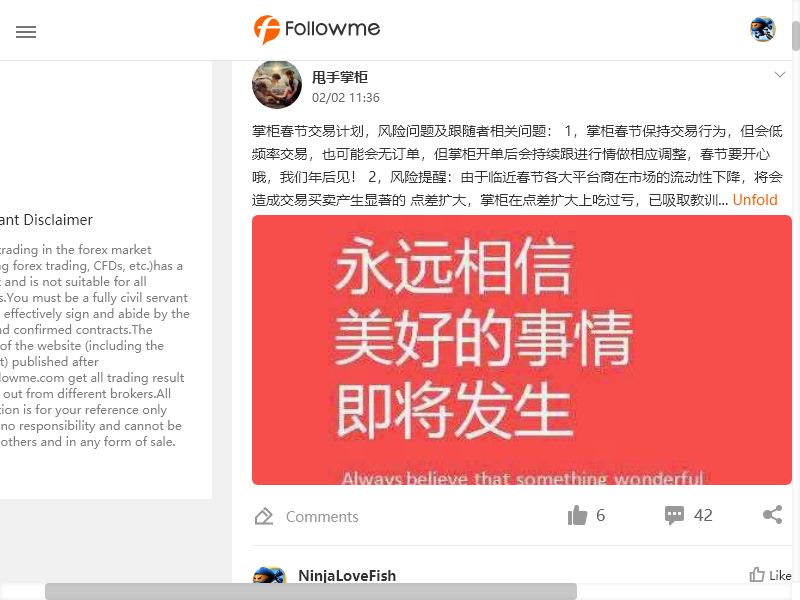 Followme
甩手掌柜
02/02 11:36
掌柜春节交易计划，风险问题及跟随者相关问题： 1，掌柜春节保持交易行为，但会低
频率交易，也可能会无订单，但掌柜开单后会持续跟进行情做相应调整，春节要开心
哦，我们年后见！ 2，风险提醒：由于临近春节各大平台商在市场的流动性下降，将会
造成交易买卖产生显著的 点差扩大，掌柜在点差扩大上吃过亏，已吸取教训... Unfold
永远相信
美好的事情
即将发生
Always believe that something wonderful
Comments
6
42
NinjaLoveFish
Like
ant Disclaimer
trading in the forex market
ng forex trading, CFDs, etc.)has a
and is not suitable for all
s.You must be a fully civil servant
effectively sign and abide by the
nd confirmed contracts.The
of the website (including the
t) published after
lowme.com get all trading result
out from different brokers.All
tion is for your reference only
no responsibility and cannot be
others and in any form of sale.